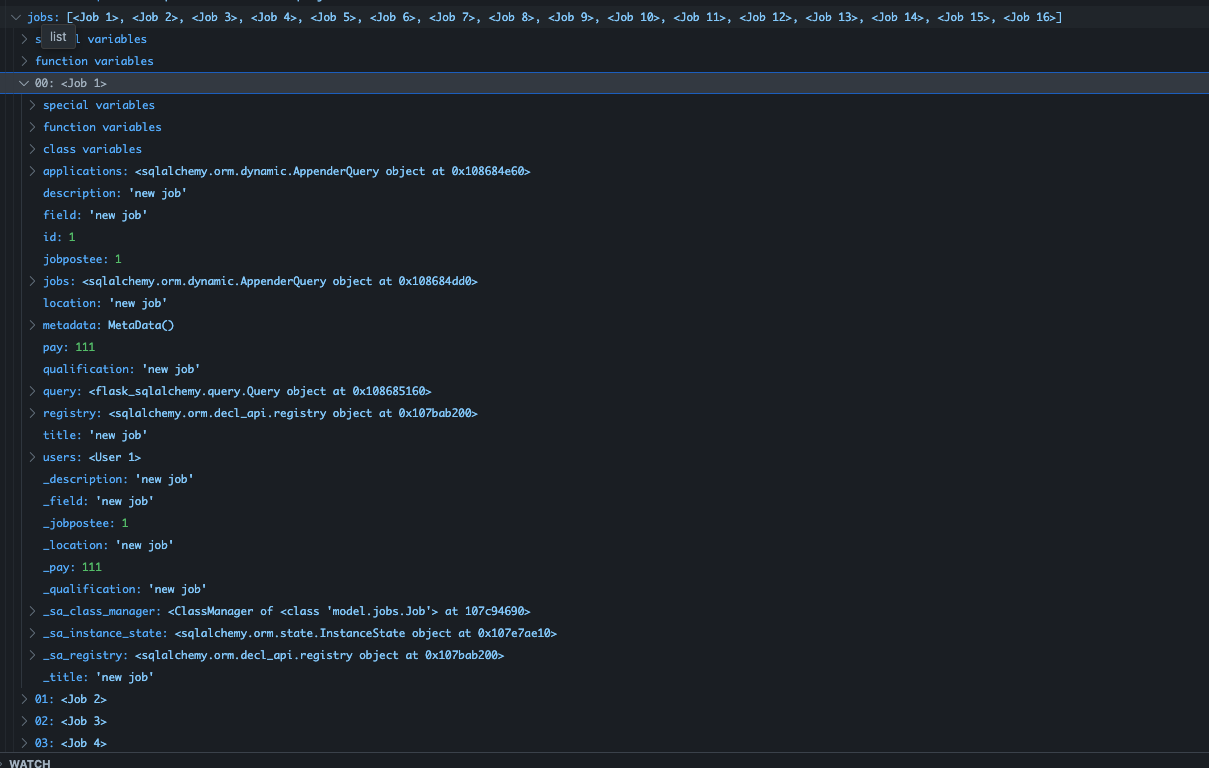 jobs: [<Job 1>, <Job 2>, <Job 3>, <Job 4>, <Job 5>, <Job 6>, <Job 7>, <Job 8>, <Job 9>, <Job 10>, <Job 11>, <Job 12>, <Job 13>, <Job 14>, <Job 15>, <Job 16>]
list
variables
function variables
00: <Job 1>
special variables
function variables
class variables
applications: <sqlalchemy.orm.dynamic.AppenderQuery object at 0x108684e60>
description: 'new job'
field: 'new job'
id: 1
jobpostee: 1
jobs: <sqlalchemy.orm.dynamic.AppenderQuery object at 0x108684dd0>
location: 'new job'
metadata: MetaData()
pay: 111
qualification: 'new job'
query: <flask_sqlalchemy.query.Query object at 0x108685160>
registry: <sqlalchemy.orm.decl_api.registry object at 0x107bab200>
title: 'new job'
users: <User 1>
_description: 'new job'
_field: 'new job'
_jobpostee: 1
_location: 'new job'
_pay: 111
_qualification: 'new job'
_sa_class_manager: <ClassManager of <class 'model.jobs.Job'> at 107c94690>
_sa_instance_state: <sqlalchemy.orm.state.InstanceState object at 0x107e7ae10>
_sa_registry: <sqlalchemy.orm.decl_api.registry object at 0x107bab200>
_title: 'new job'
01: <Job 2>
02: <Job 3>
03: <Job 4>
WATCH